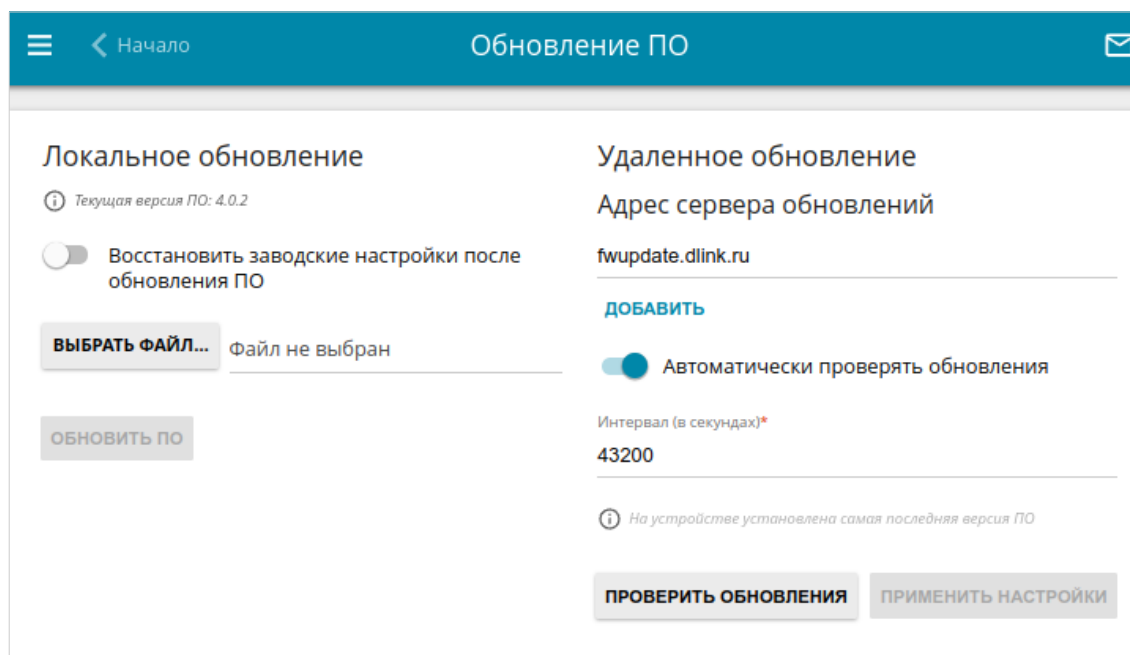 Начало
Обновление ПО
Локальное обновление
Текущая версия ПО: 4.0.2
Восстановить заводские настройки после
обновления ПО
ВЫБРАТЬ ФАЙЛ...
Файл не выбран
ОБНОВИТЬ ПО
Удаленное обновление
Адрес сервера обновлений
fwupdate.dlink.ru
ДОБАВИТЬ
Автоматически проверять обновления
Интервал (в секундах)*
43200
На устройстве установлена самая последняя версия ПО
ПРОВЕРИТЬ ОБНОВЛЕНИЯ
ПРИМЕНИТЬ НАСТРОЙКИ